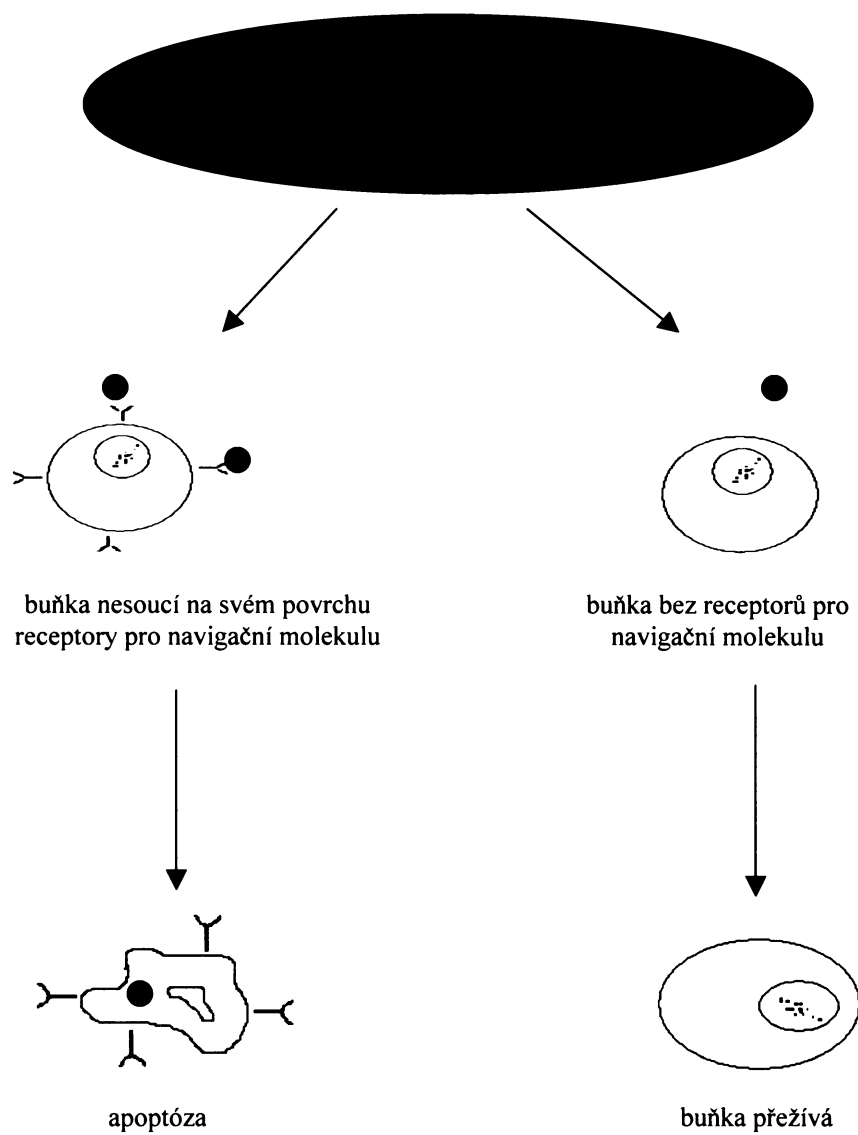 buňka nesoucí na svém povrchu
receptory pro navigační molekulu
buňka bez receptorů pro
navigační molekulu
apoptóza
buňka přežívá